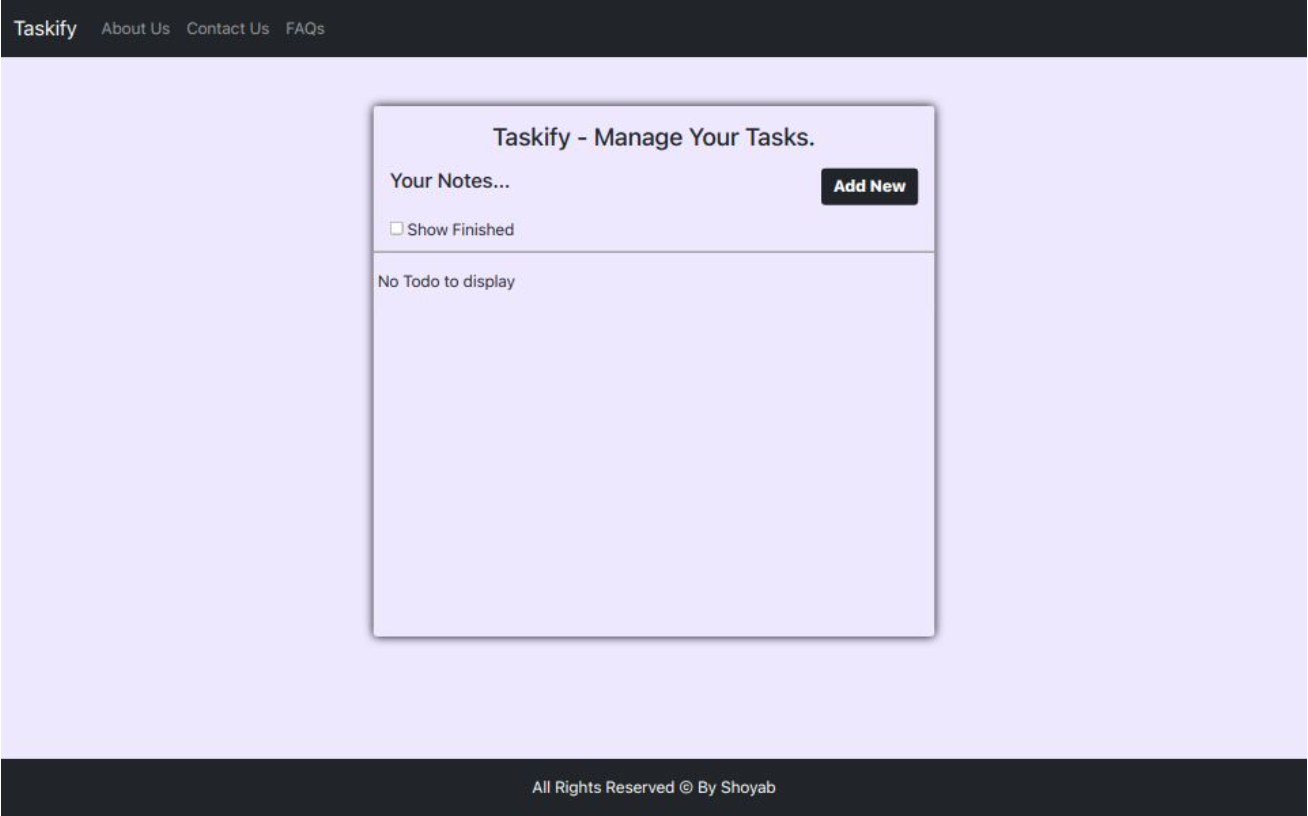 Taskify About Us Contact Us FAQs
Taskify - Manage Your Tasks.
Your Notes...
Add New
Show Finished
No Todo to display
All Rights Reserved © By Shoyab